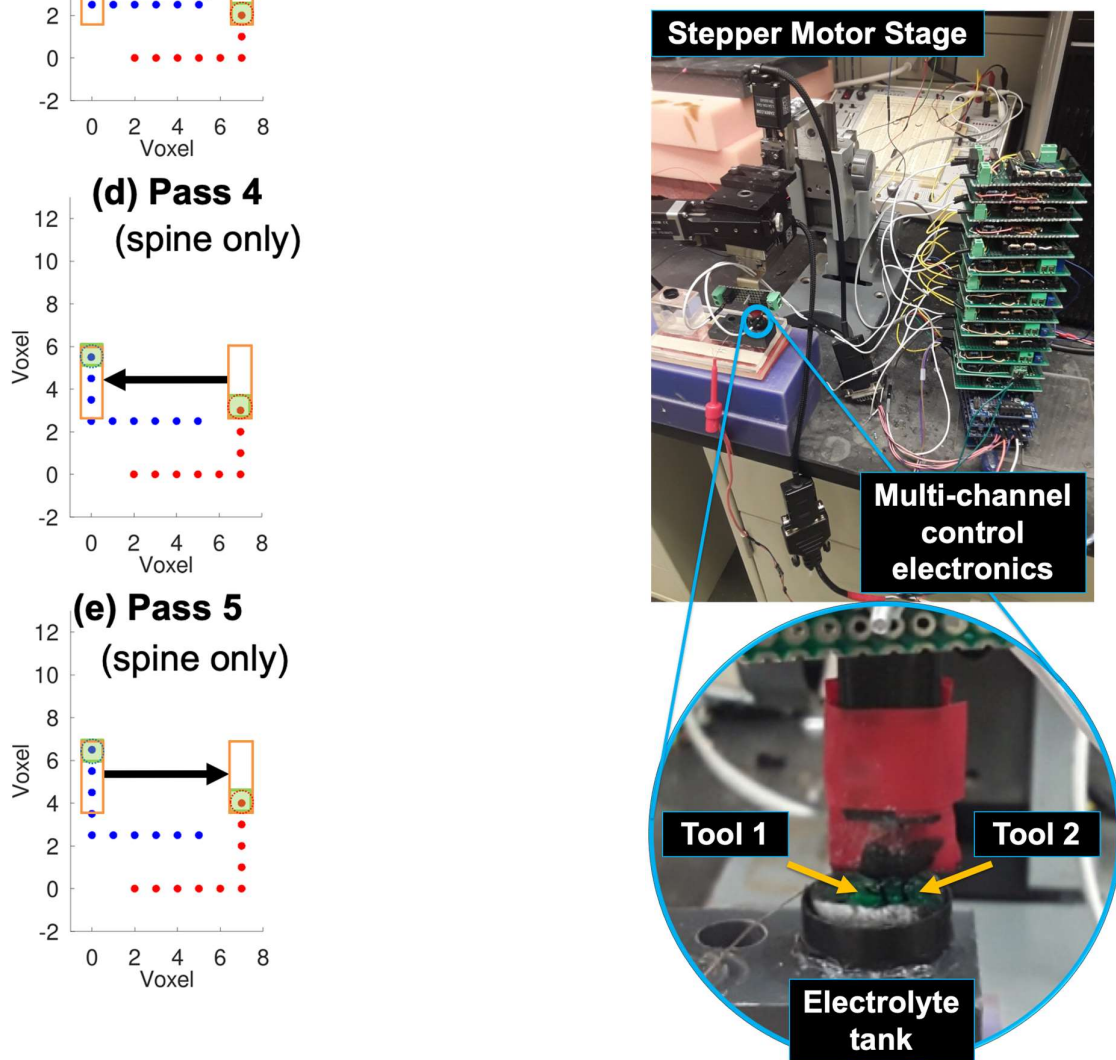 2
0
-2
0 2 4 6 8
Voxel
(d) Pass 4
(spine only)
12
10
8
6
4
2
0
-2
Voxel
0 2 4 6 8
Voxel
(e) Pass 5
(spine only)
12
10
8
6
4
2
0
-2
Voxel
0 2 4 6 8
Voxel
Stepper Motor Stage
Multi-channel
control
electronics
Tool 1
Tool 2
Electrolyte
tank